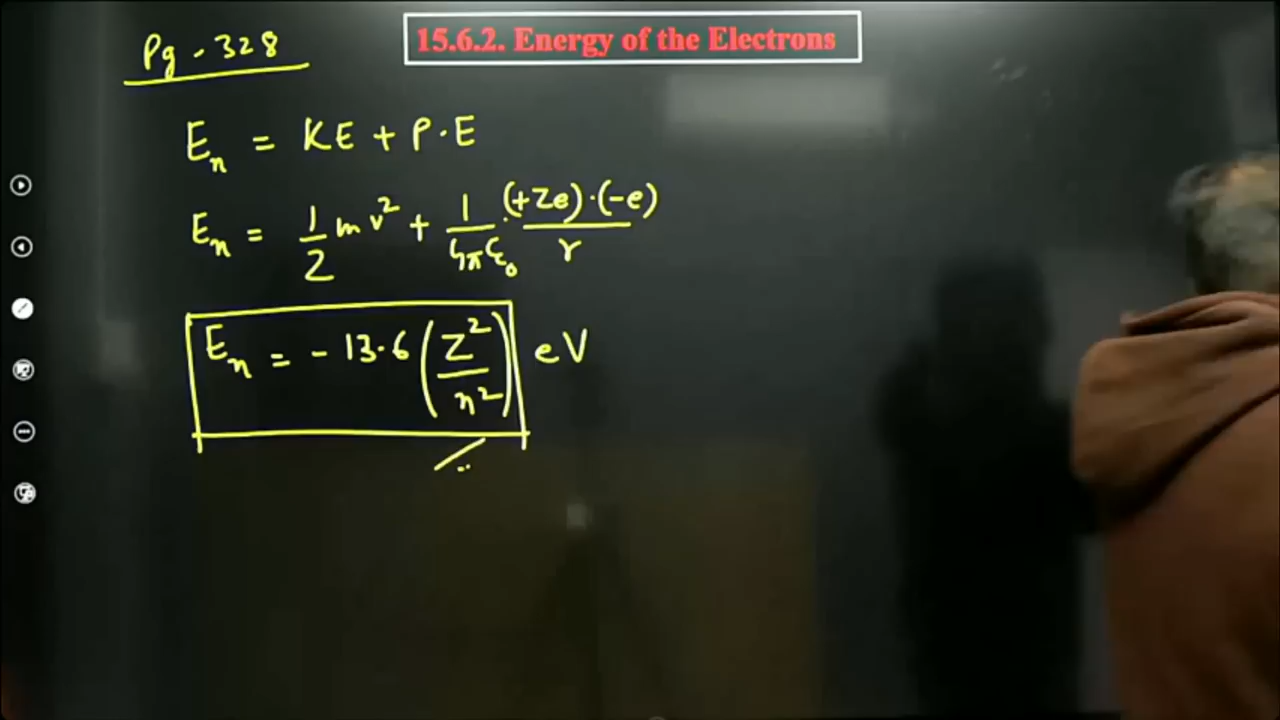 Pg - 328
15.6.2. Energy of the Electrons
Eₙ = KE + P·E
Eₙ = 1/2 mv² + 1/4πε₀ · (+Ze)·(-e)/r
Eₙ = - 13.6 (Z²/n²) eV